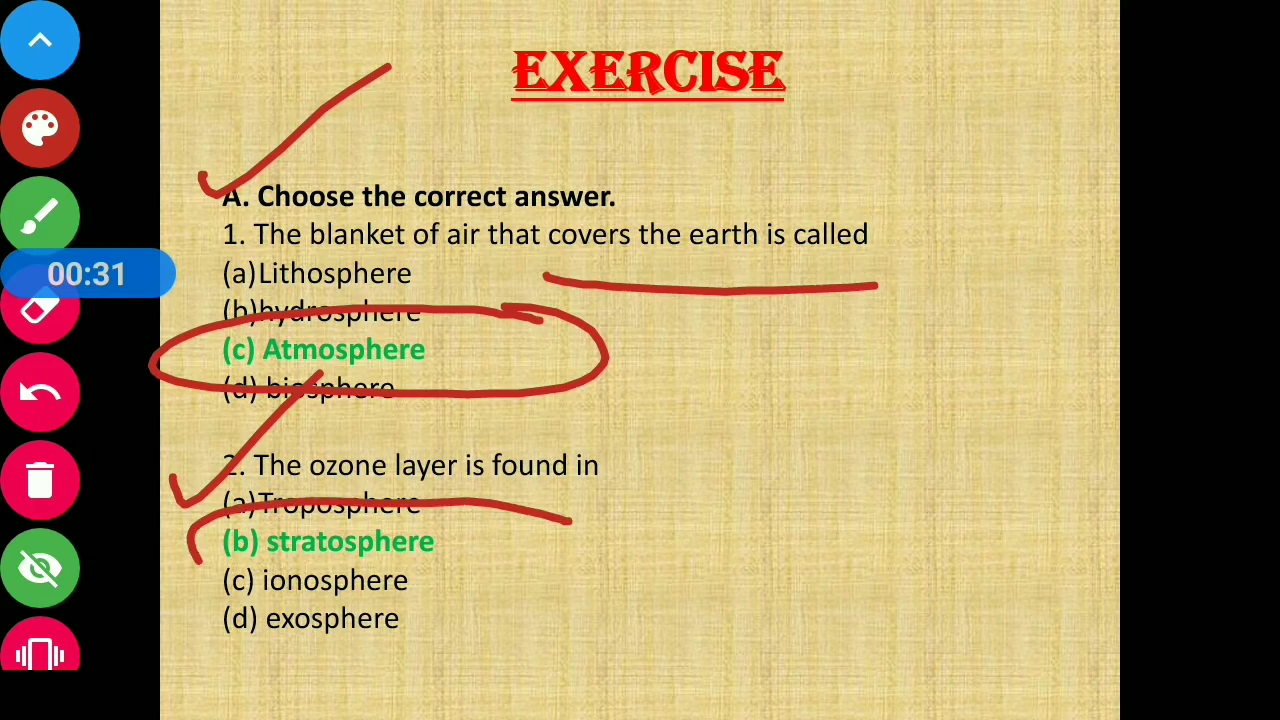 EXERCISE
A. Choose the correct answer.
1. The blanket of air that covers the earth is called
(a)Lithosphere
00:31
(b)hydrosphere
(c) Atmosphere
(d) biosphere
2. The ozone layer is found in
(a)Troposphere
(b) stratosphere
(c) ionosphere
(d) exosphere